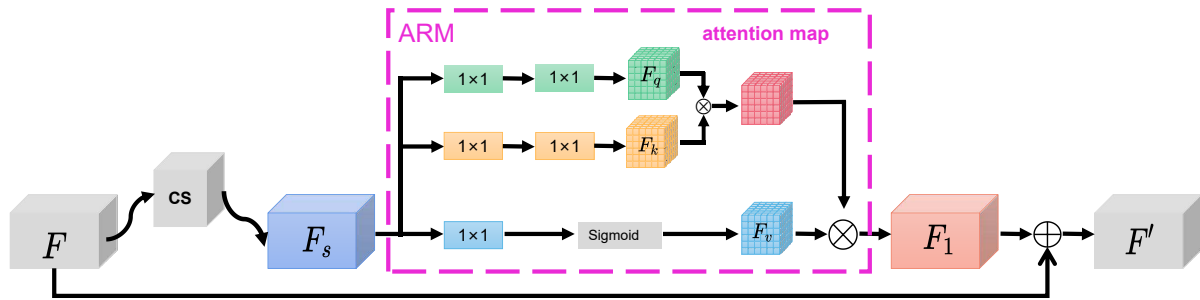 ARM
attention map
1×1
1×1
F_q
⊗
1×1
1×1
F_k
CS
F
F_s
1×1
Sigmoid
F_v
⊗
F_1
⊕
F'